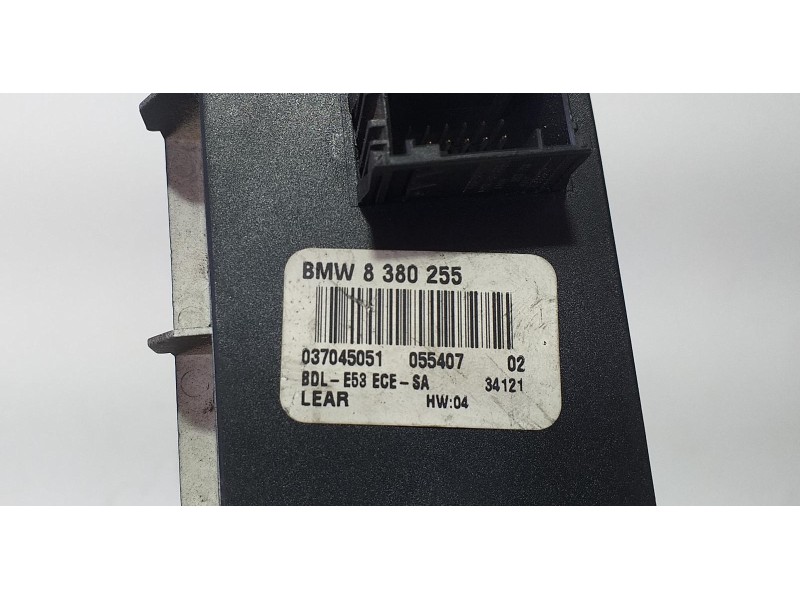 BMW 8 380 255
037045051 055407 02
BDL-E53 ECE-SA 34121
LEAR HW:04